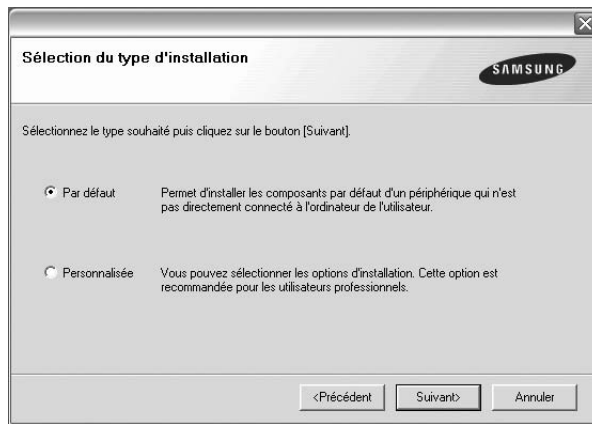 Sélection du type d'installation
SAMSUNG
Sélectionnez le type souhaité puis cliquez sur le bouton [Suivant].
Par défaut
Permet d'installer les composants par défaut d'un périphérique qui n'est
pas directement connecté à l'ordinateur de l'utilisateur.
Personnalisée
Vous pouvez sélectionner les options d'installation. Cette option est
recommandée pour les utilisateurs professionnels.
<Précédent
Suivant>
Annuler